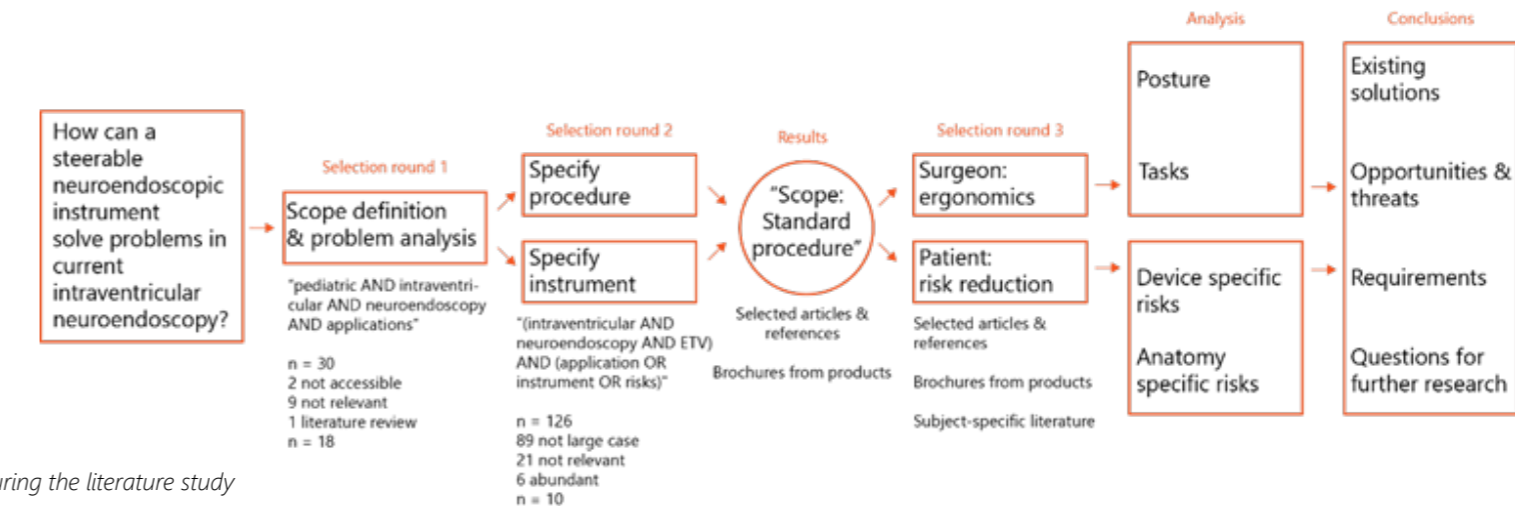 How can a
steerable
neuroendoscopic
instrument
solve problems in
current
intraventricular
neuroendoscopy?
Selection round 1
Scope definition
& problem analysis
"pediatric AND intraventri-
cular AND neuroendoscopy
AND applications"
n = 30
2 not accessible
9 not relevant
1 literature review
n = 18
Selection round 2
Specify
procedure
Specify
instrument
"(intraventricular AND
neuroendoscopy AND ETV)
AND (application OR
instrument OR risks)"
n = 126
89 not large case
21 not relevant
6 abundant
n = 10
Results
"Scope:
Standard
procedure"
Selected articles &
references
Brochures from products
Selection round 3
Surgeon:
ergonomics
Patient:
risk reduction
Selected articles &
references
Brochures from products
Subject-specific literature
Analysis
Posture
Tasks
Device specific
risks
Anatomy
specific risks
Conclusions
Existing
solutions
Opportunities &
threats
Requirements
Questions for
further research
uring the literature study